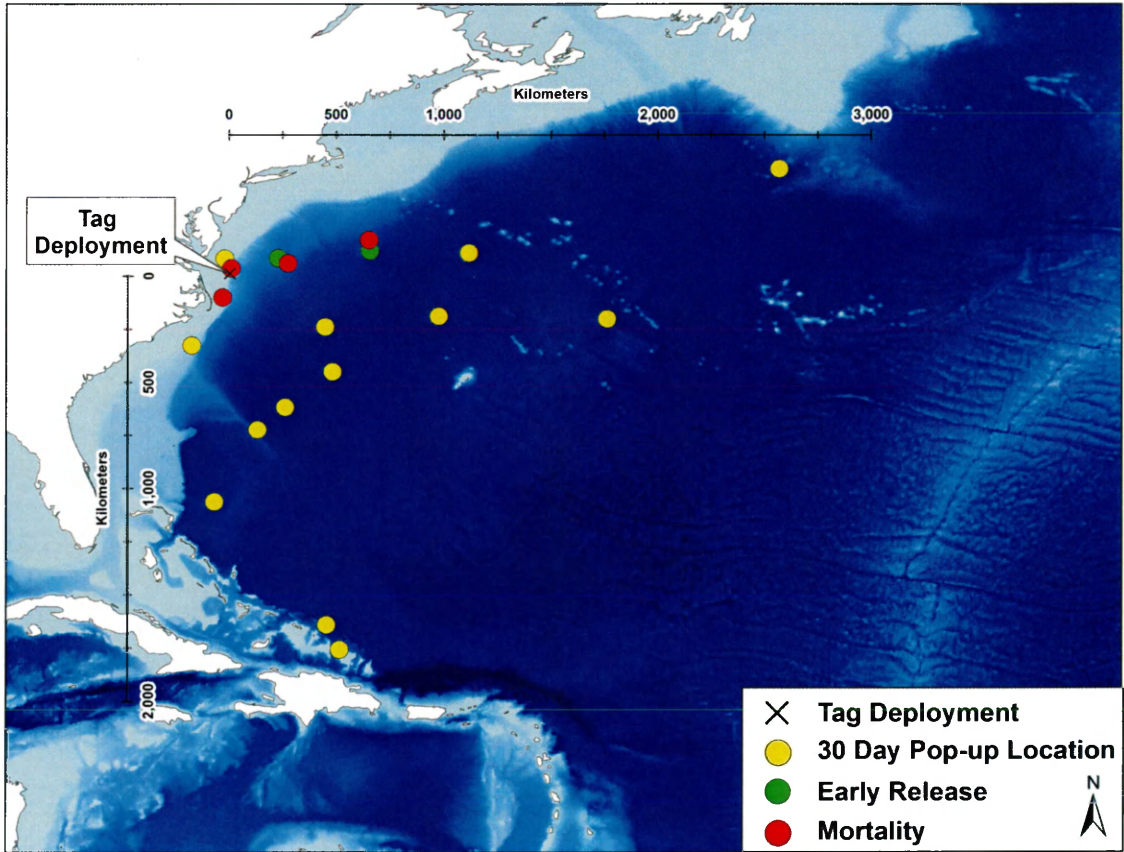 Kilometers
0
500
1,000
2,000
3,000
Tag
Deployment
0
500
1,000
2,000
Kilometers
Tag Deployment
30 Day Pop-up Location
Early Release
Mortality
N